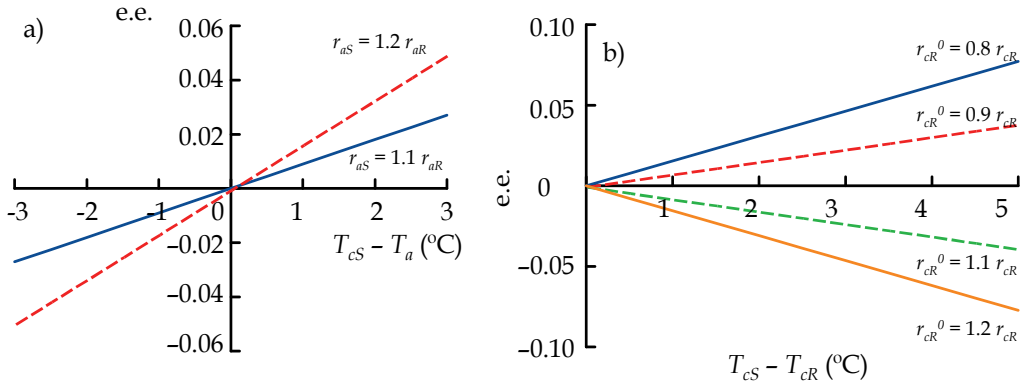 a)
e.e.
0.06
0.04
0.02
0
−0.02
−0.04
−0.06
-3
-2
-1
1
2
3
r_aS = 1.2 r_aR
r_aS = 1.1 r_aR
T_cS − T_a (°C)
b)
e.e.
0.10
0.05
0
−0.05
−0.10
1
2
3
4
5
r_cR^0 = 0.8 r_cR
r_cR^0 = 0.9 r_cR
r_cR^0 = 1.1 r_cR
r_cR^0 = 1.2 r_cR
T_cS − T_cR (°C)